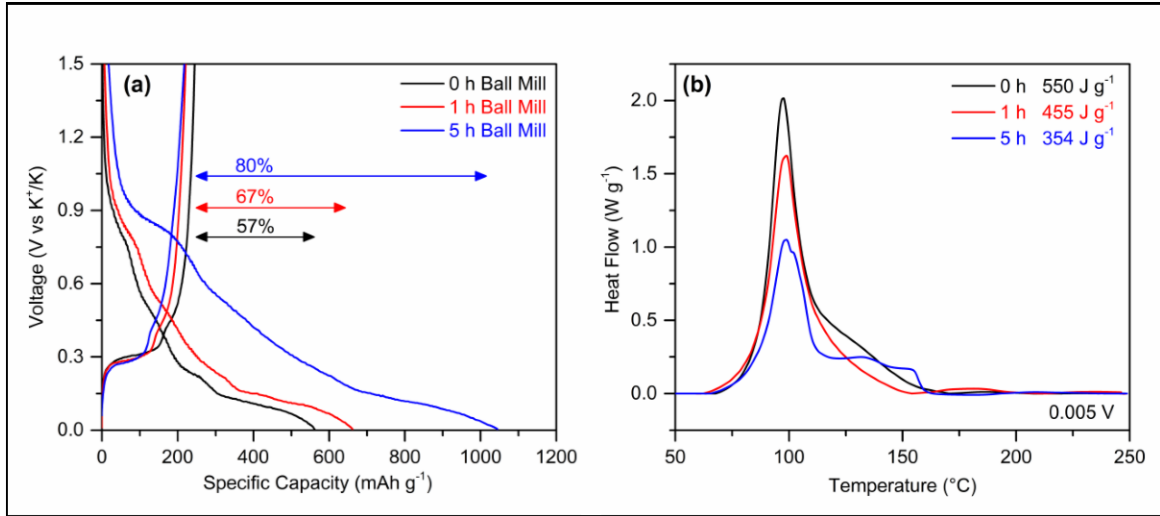 (a)
0 h Ball Mill
1 h Ball Mill
5 h Ball Mill
80%
67%
57%
1.5
1.2
0.9
0.6
0.3
0.0
Voltage (V vs K⁺/K)
0 200 400 600 800 1000 1200
Specific Capacity (mAh g⁻¹)
(b)
0 h 550 J g⁻¹
1 h 455 J g⁻¹
5 h 354 J g⁻¹
2.0
1.5
1.0
0.5
0.0
Heat Flow (W g⁻¹)
0.005 V
50 100 150 200 250
Temperature (°C)